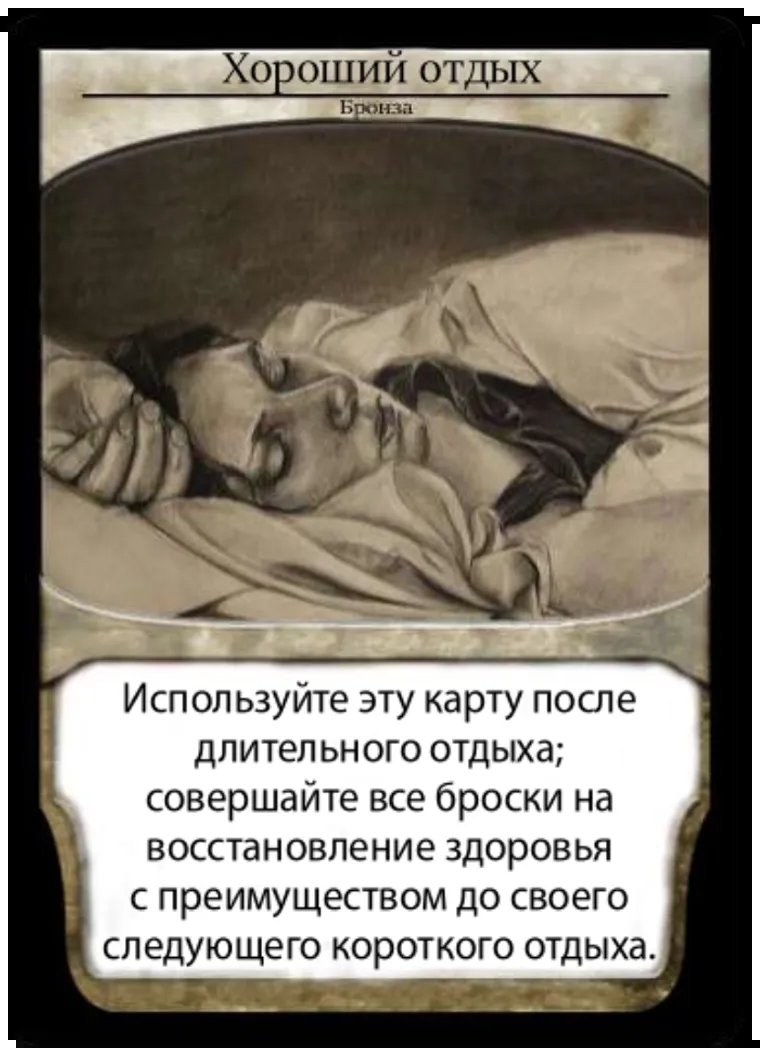 Хороший отдых
Бронза
Используйте эту карту после
длительного отдыха;
совершайте все броски на
восстановление здоровья
с преимуществом до своего
следующего короткого отдыха.